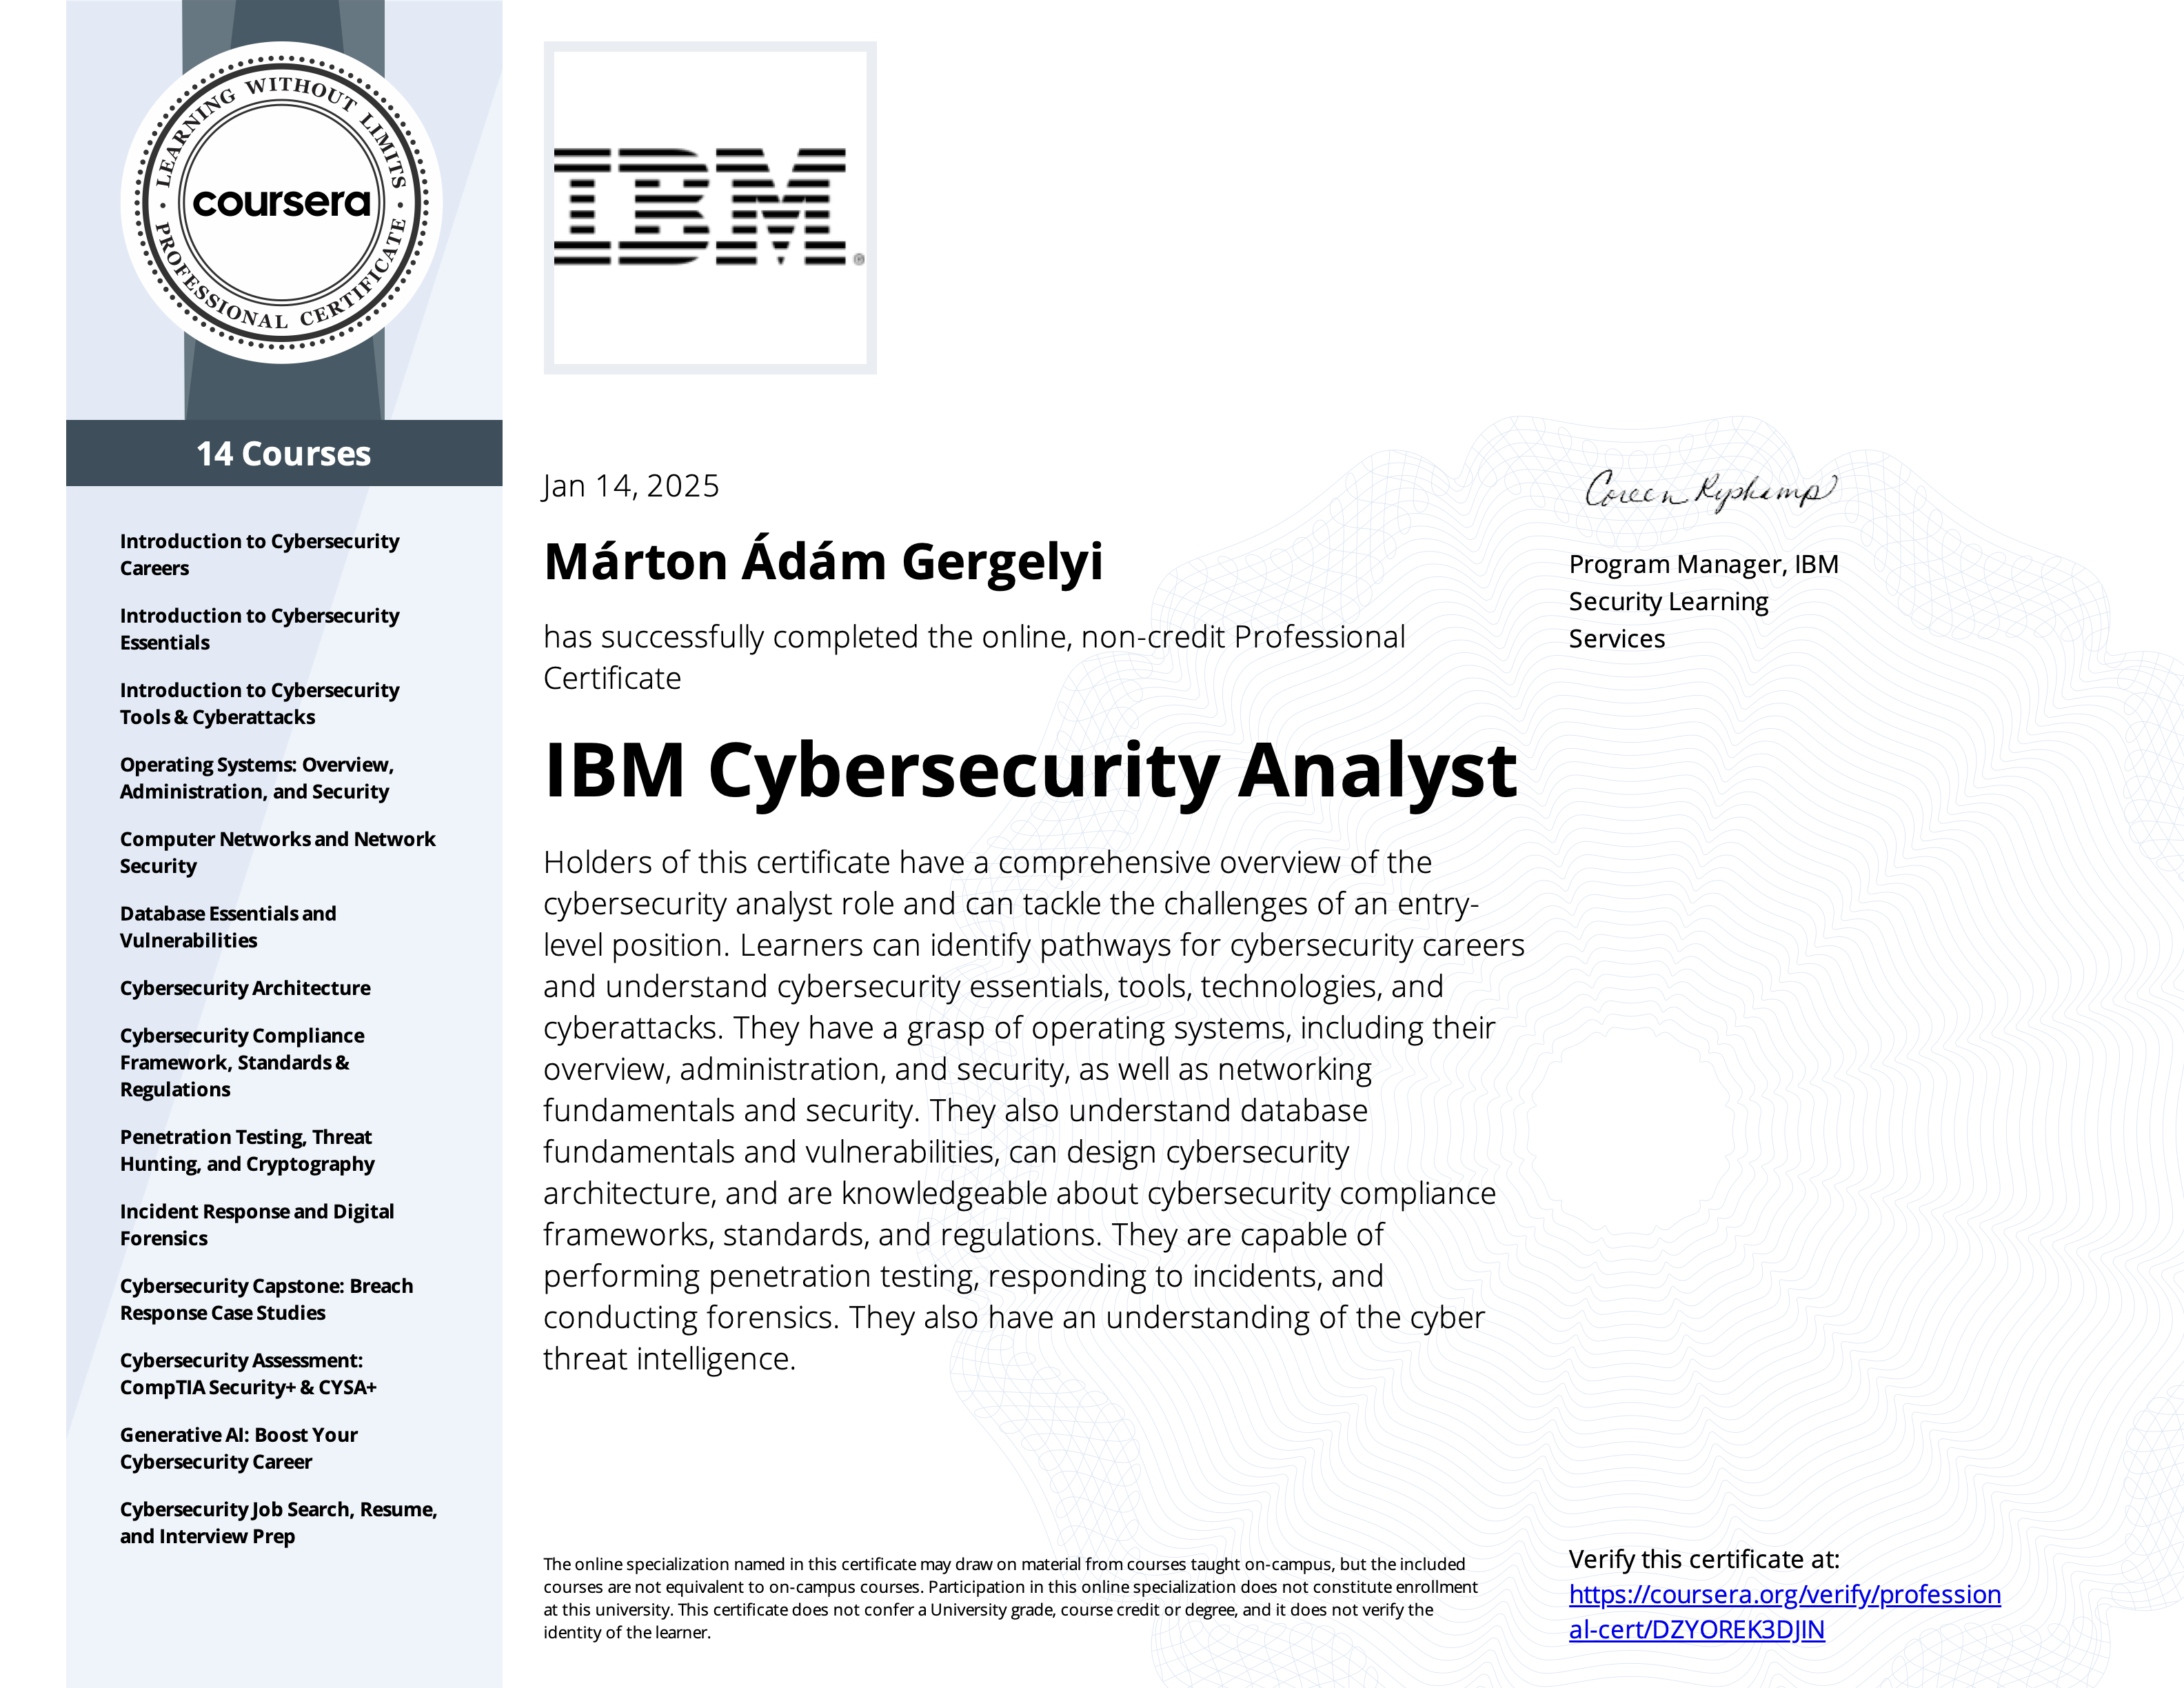 LEARNING WITHOUT LIMITS
coursera
PROFESSIONAL CERTIFICATE
14 Courses
Introduction to Cybersecurity
Careers
Introduction to Cybersecurity
Essentials
Introduction to Cybersecurity
Tools & Cyberattacks
Operating Systems: Overview,
Administration, and Security
Computer Networks and Network
Security
Database Essentials and
Vulnerabilities
Cybersecurity Architecture
Cybersecurity Compliance
Framework, Standards &
Regulations
Penetration Testing, Threat
Hunting, and Cryptography
Incident Response and Digital
Forensics
Cybersecurity Capstone: Breach
Response Case Studies
Cybersecurity Assessment:
CompTIA Security+ & CYSA+
Generative AI: Boost Your
Cybersecurity Career
Cybersecurity Job Search, Resume,
and Interview Prep
IBM®
Jan 14, 2025
Márton Ádám Gergelyi
has successfully completed the online, non-credit Professional
Certificate
IBM Cybersecurity Analyst
Holders of this certificate have a comprehensive overview of the
cybersecurity analyst role and can tackle the challenges of an entry-
level position. Learners can identify pathways for cybersecurity careers
and understand cybersecurity essentials, tools, technologies, and
cyberattacks. They have a grasp of operating systems, including their
overview, administration, and security, as well as networking
fundamentals and security. They also understand database
fundamentals and vulnerabilities, can design cybersecurity
architecture, and are knowledgeable about cybersecurity compliance
frameworks, standards, and regulations. They are capable of
performing penetration testing, responding to incidents, and
conducting forensics. They also have an understanding of the cyber
threat intelligence.
The online specialization named in this certificate may draw on material from courses taught on-campus, but the included
courses are not equivalent to on-campus courses. Participation in this online specialization does not constitute enrollment
at this university. This certificate does not confer a University grade, course credit or degree, and it does not verify the
identity of the learner.
Coreen Ryskamp
Program Manager, IBM
Security Learning
Services
Verify this certificate at:
https://coursera.org/verify/profession
al-cert/DZYOREK3DJIN